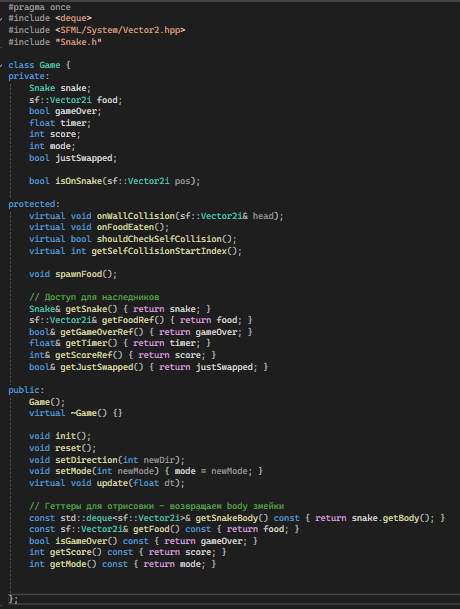 #pragma once
#include <deque>
#include <SFML/System/Vector2.hpp>
#include "Snake.h"
class Game {
private:
Snake snake;
sf::Vector2i food;
bool gameOver;
float timer;
int score;
int mode;
bool justSwapped;
bool isOnSnake(sf::Vector2i pos);
protected:
virtual void onWallCollision(sf::Vector2i& head);
virtual void onFoodEaten();
virtual bool shouldCheckSelfCollision();
virtual int getSelfCollisionStartIndex();
void spawnFood();
// Доступ для наследников
Snake& getSnake() { return snake; }
sf::Vector2i& getFoodRef() { return food; }
bool& getGameOverRef() { return gameOver; }
float& getTimer() { return timer; }
int& getScoreRef() { return score; }
bool& getJustSwapped() { return justSwapped; }
public:
Game();
virtual ~Game() {}
void init();
void reset();
void setDirection(int newDir);
void setMode(int newMode) { mode = newMode; }
virtual void update(float dt);
// Геттеры для отрисовки - возвращаем body змейки
const std::deque<sf::Vector2i>& getSnakeBody() const { return snake.getBody(); }
const sf::Vector2i& getFood() const { return food; }
bool isGameOver() const { return gameOver; }
int getScore() const { return score; }
int getMode() const { return mode; }
};